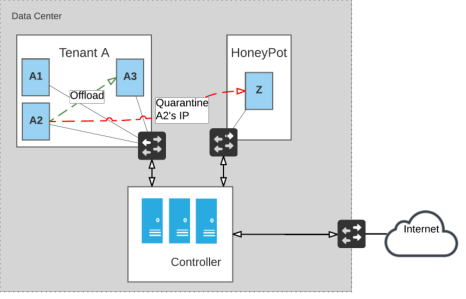 Data Center
Tenant A
HoneyPot
A1
A3
Z
Offload
Quarantine
A2's IP
A2
Controller
Internet